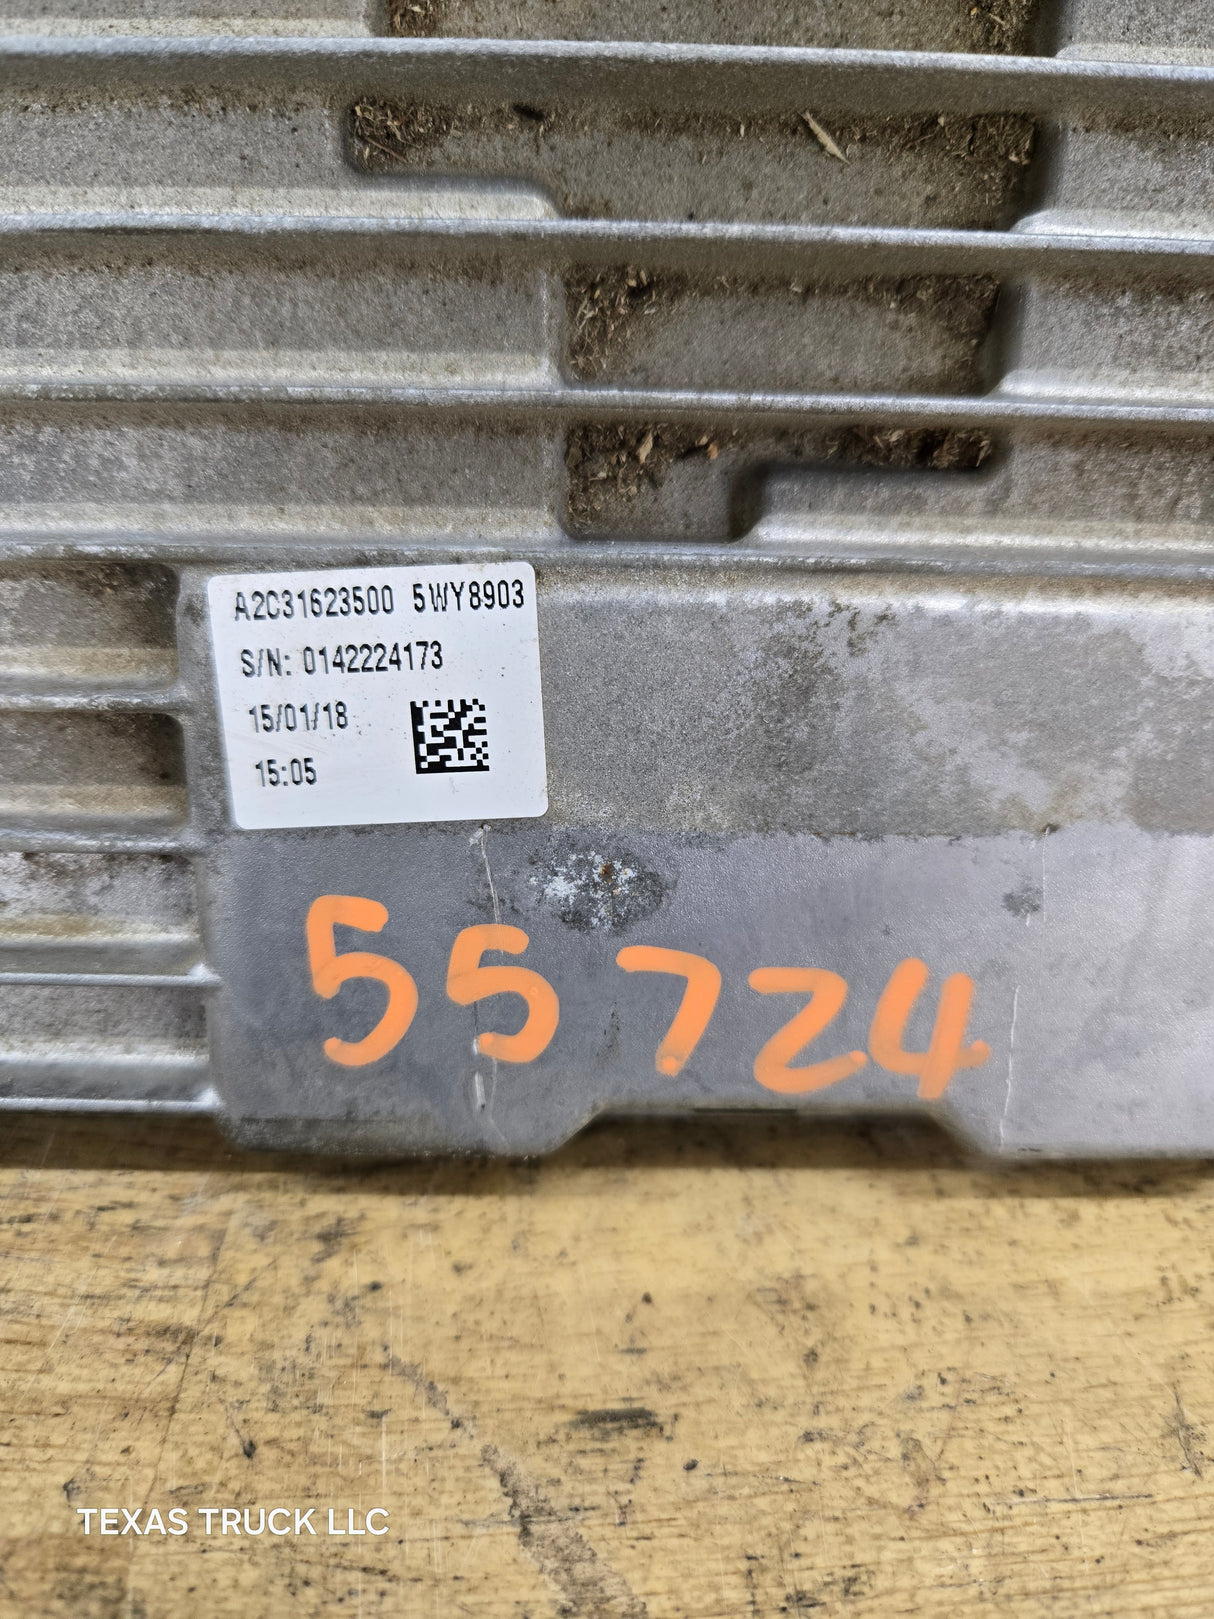 A2C31623500 5WY8903
S/N: 0142224173
15/01/18
15:05
55724
TEXAS TRUCK LLC